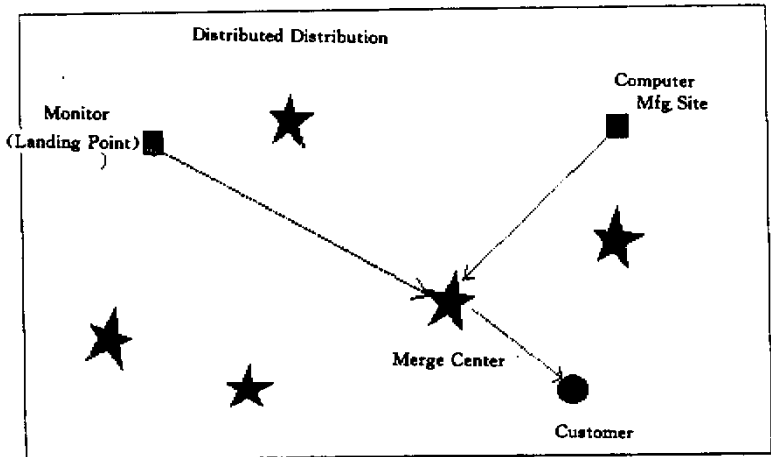 Distributed Distribution
Computer
Mfg. Site
Monitor
(Landing Point)
)
Merge Center
Customer